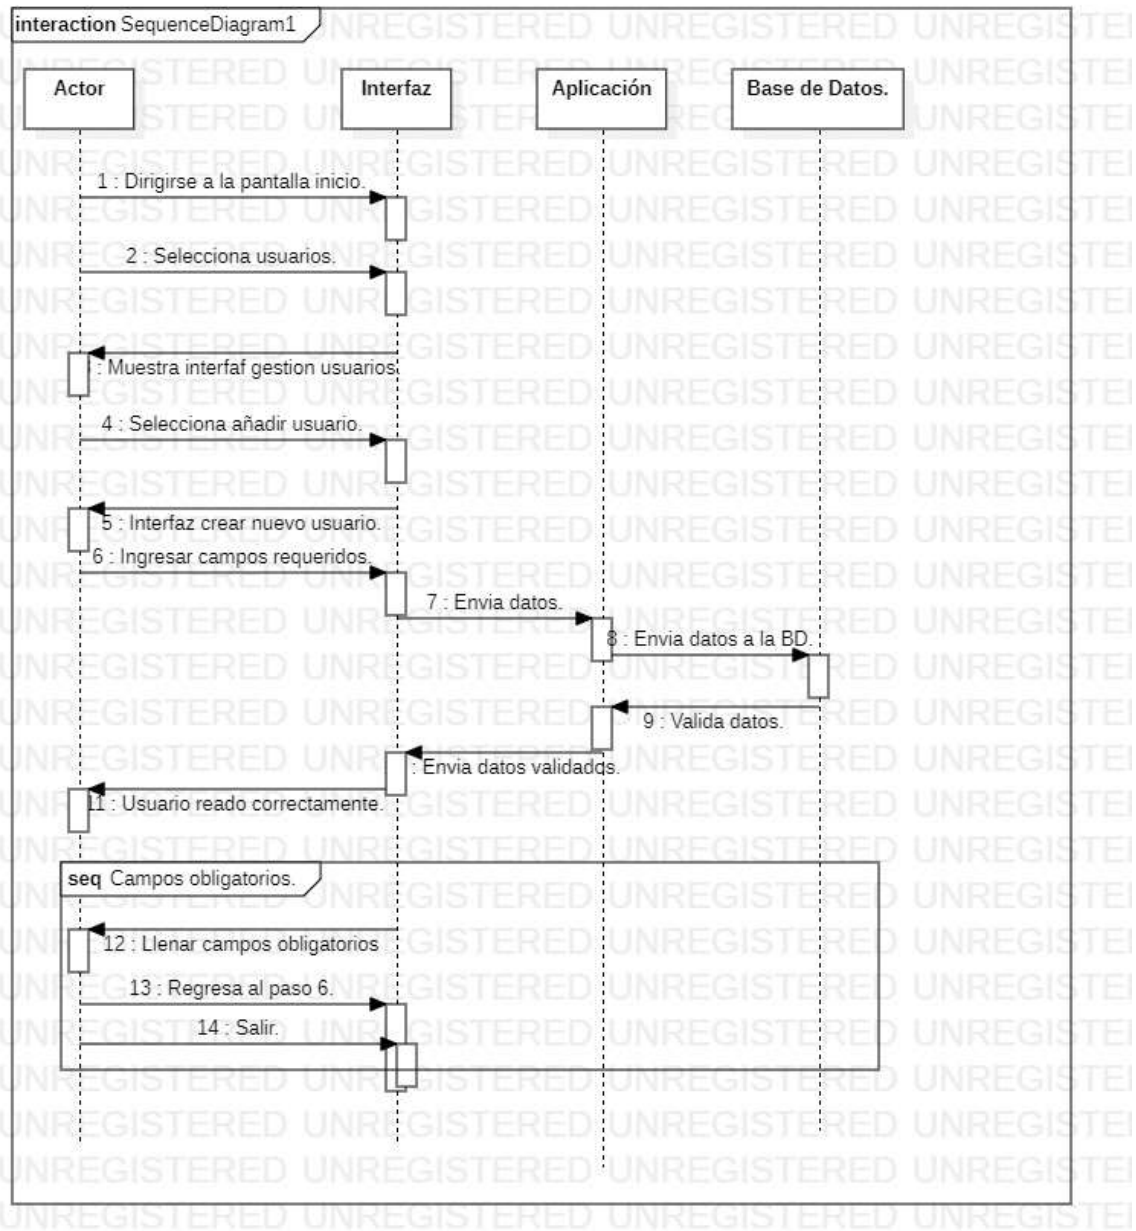 interaction SequenceDiagram1
Actor
Interfaz
Aplicación
Base de Datos.
1 : Dirigirse a la pantalla inicio.
2 : Selecciona usuarios.
: Muestra interfaf gestion usuarios
4 : Selecciona añadir usuario.
5 : Interfaz crear nuevo usuario.
6 : Ingresar campos requeridos.
7 : Envia datos.
8 : Envia datos a la BD.
9 : Valida datos.
: Envia datos validados.
11 : Usuario reado correctamente.
seq Campos obligatorios.
12 : Llenar campos obligatorios
13 : Regresa al paso 6.
14 : Salir.
UNREGISTERED